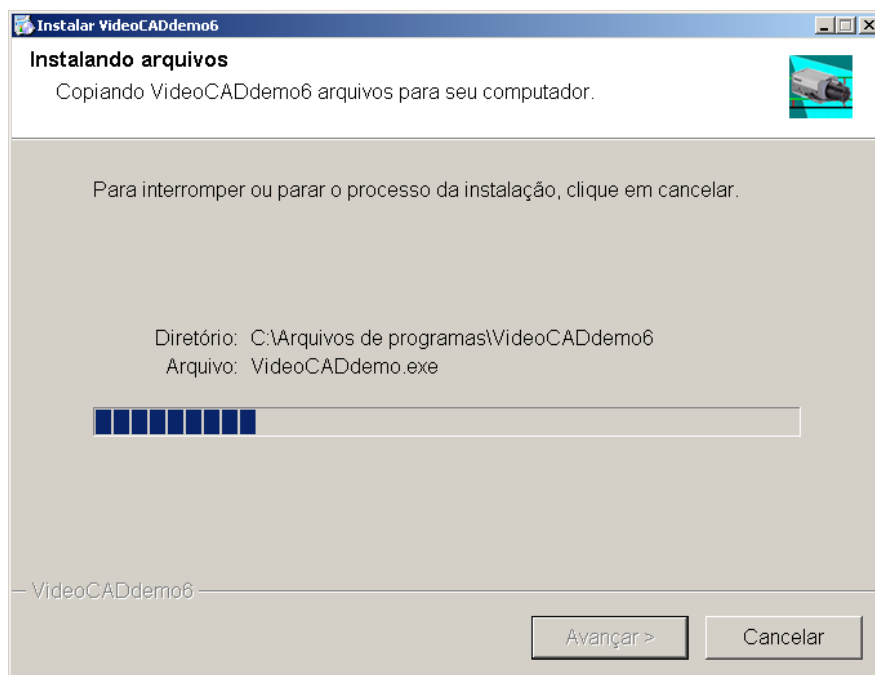 Instalar VideoCADdemo6
Instalando arquivos
Copiando VideoCADdemo6 arquivos para seu computador.
Para interromper ou parar o processo da instalação, clique em cancelar.
Diretório: C:\Arquivos de programas\VideoCADdemo6
Arquivo: VideoCADdemo.exe
VideoCADdemo6
Avançar >
Cancelar